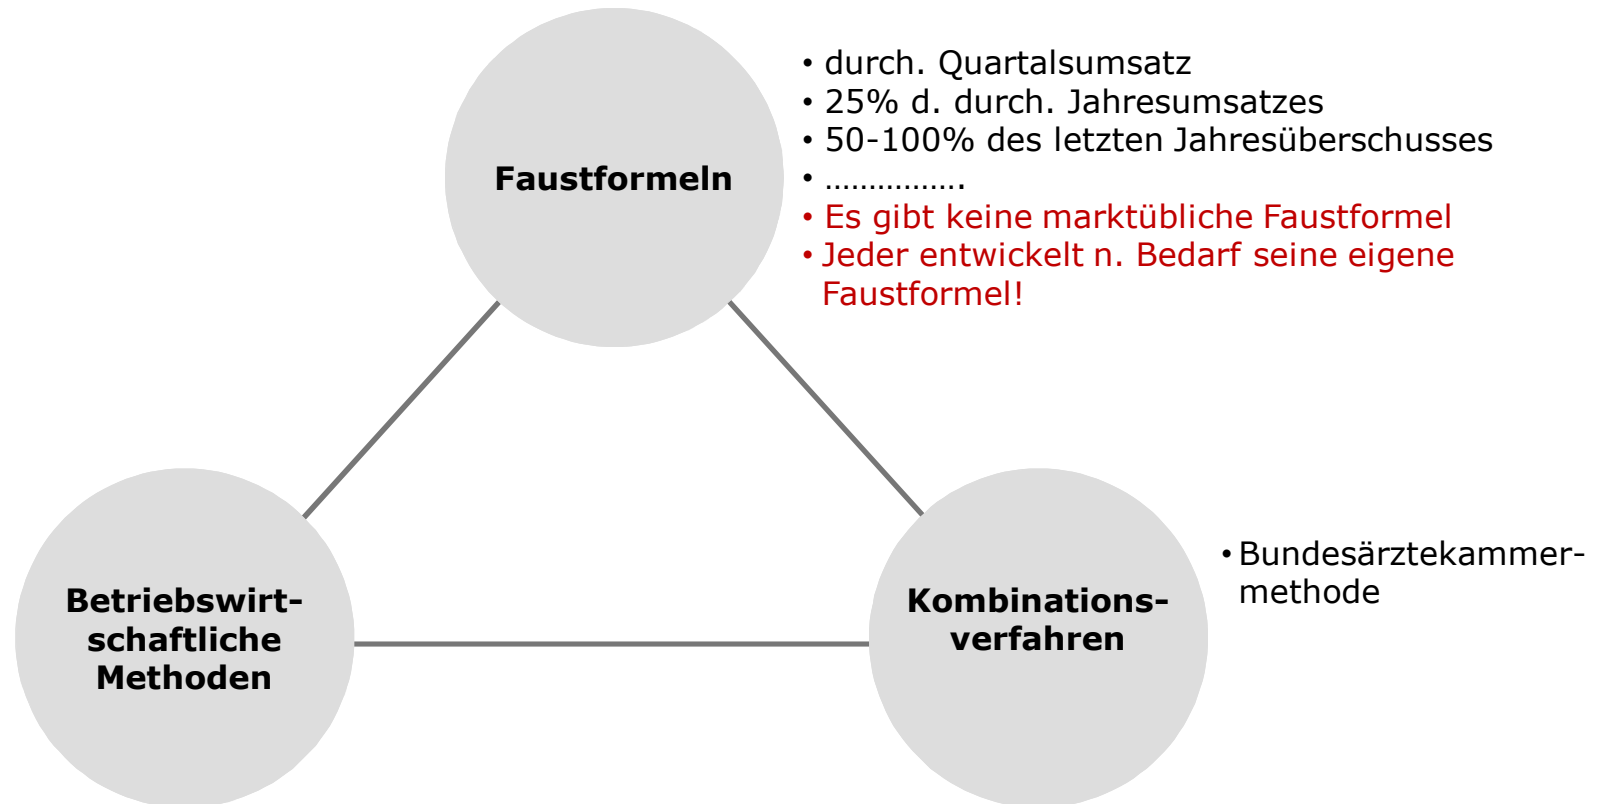 • durch. Quartalsumsatz
• 25% d. durch. Jahresumsatzes
• 50-100% des letzten Jahresüberschusses
• …………….
• Es gibt keine marktübliche Faustformel
• Jeder entwickelt n. Bedarf seine eigene
Faustformel!
Faustformeln
• Bundesärztekammer-
methode
Betriebswirt-
schaftliche
Methoden
Kombinations-
verfahren